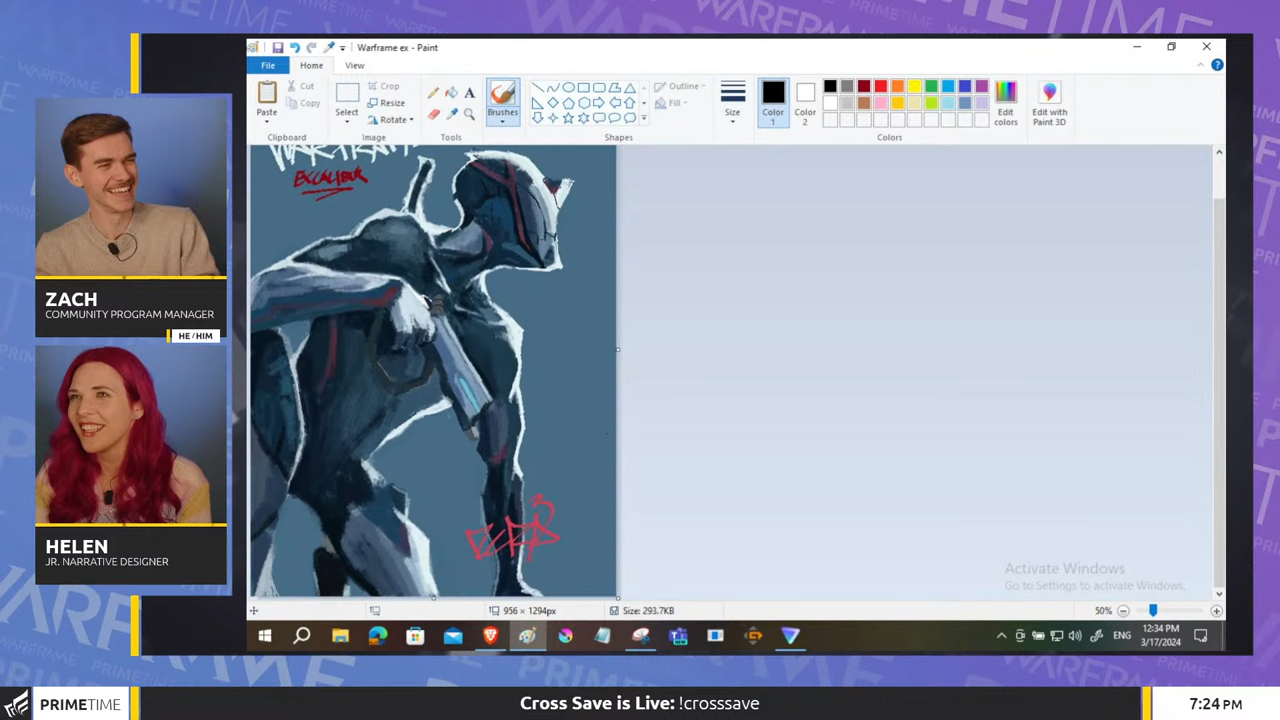 PRIMETIME
WARFRAME
Warframe ex - Paint
File
Home
View
Paste
Cut
Copy
Clipboard
Select
Crop
Resize
Rotate
Image
Tools
Brushes
Shapes
Outline
Fill
Size
Color 1
Color 2
Edit colors
Edit with Paint 3D
Colors
WARFRAME
EXCALIBUR
ZACH
COMMUNITY PROGRAM MANAGER
HE / HIM
HELEN
JR. NARRATIVE DESIGNER
Activate Windows
Go to Settings to activate Windows.
956 × 1294px
Size: 293.7KB
50%
ENG
12:34 PM
3/17/2024
PRIMETIME
Cross Save is Live: !crosssave
7:24 PM